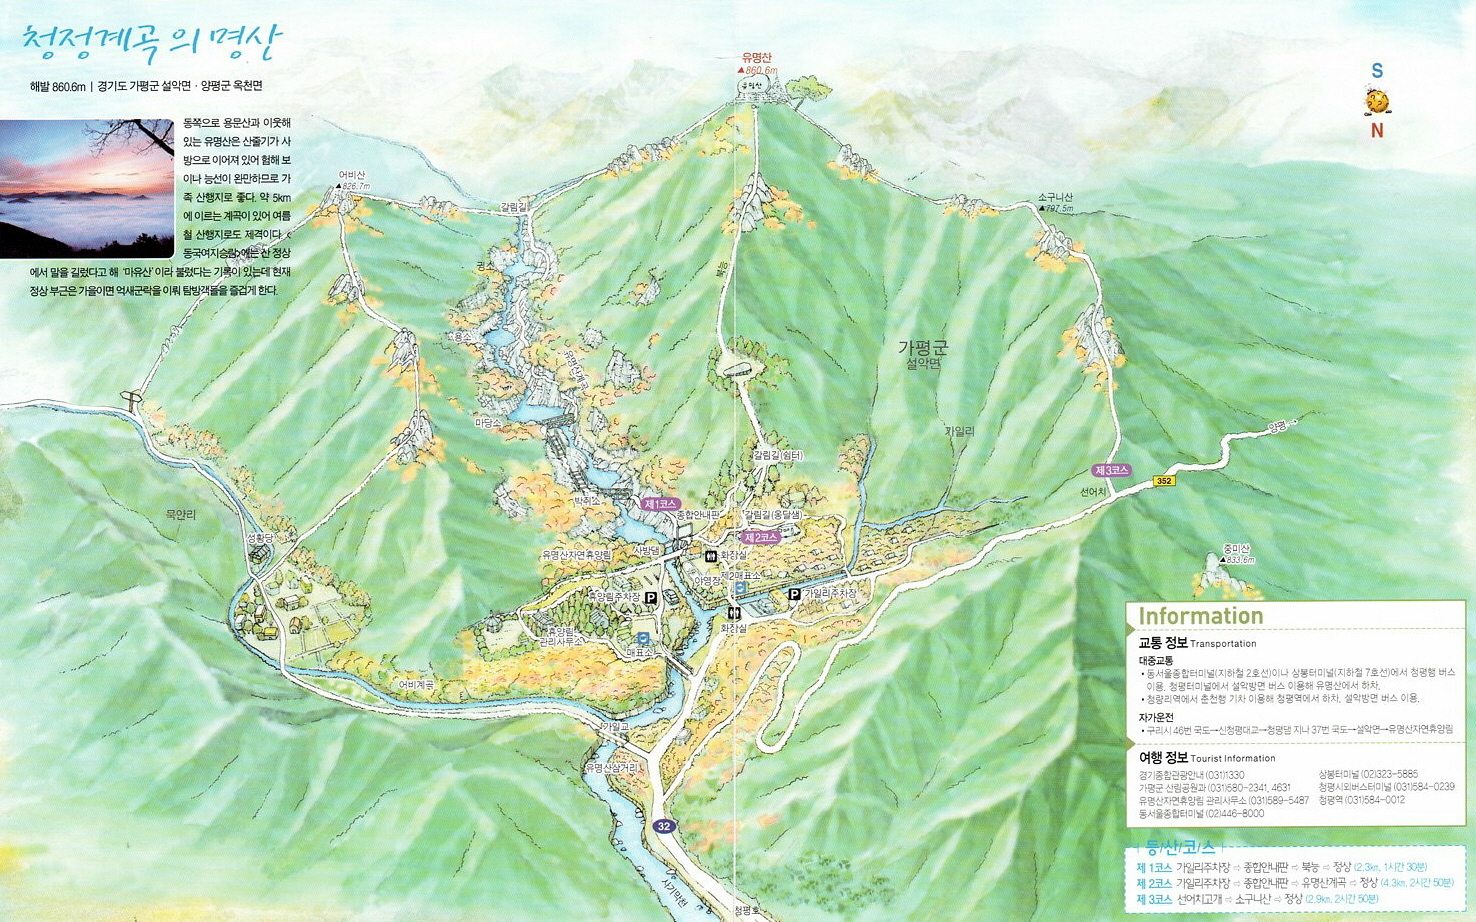 청정계곡의 명산
해발 860.6m | 경기도 가평군 설악면 · 양평군 옥천면
동쪽으로 용문산과 이웃해
있는 유명산은 산줄기가 사
방으로 이어져 있어 험해 보
이나 능선이 완만하므로 가
족 산행지로 좋다. 약 5km
에 이르는 계곡이 있어 여름
철 산행지로도 제격이다. <
동국여지승람>에는 산 정상
에서 말을 길렀다고 해 '마유산'이라 불렀다는 기록이 있는데 현재
정상 부근은 가을이면 억새군락을 이뤄 탐방객들을 즐겁게 한다.
유명산
▲860.6m
유명산
S
N
어비산
▲826.7m
갈림길
소구니산
▲797.5m
용소
유명산계곡
마당소
박쥐소
북능
가평군
설악면
가일리
갈림길(쉼터)
양평→
제3코스
선어치
352
제1코스
종합안내판
갈림길(옹달샘)
제2코스
묵안리
성황당
유명산자연휴양림
사방댐
화장실
야영장
제2매표소
휴양림주차장
P
P
가일리주차장
화장실
휴양림
관리사무소
매표소
중미산
▲833.6m
어비계곡
가일교
유명산삼거리
32
사기막천
청평호
Information
교통 정보 Transportation
대중교통
• 동서울종합터미널(지하철 2호선)이나 상봉터미널(지하철 7호선)에서 청평행 버스
이용. 청평터미널에서 설악방면 버스 이용해 유명산에서 하차.
• 청량리역에서 춘천행 기차 이용해 청평역에서 하차. 설악방면 버스 이용.
자가운전
• 구리시 46번 국도→신청평대교→청평댐 지나 37번 국도→설악면→유명산자연휴양림
여행 정보 Tourist Information
경기종합관광안내 (031)1330
가평군 산림공원과 (031)580-2341, 4631
유명산자연휴양림 관리사무소 (031)589-5487
동서울종합터미널 (02)446-8000
상봉터미널 (02)323-5885
청평시외버스터미널 (031)584-0239
청평역 (031)584-0012
등/산/코/스
제 1코스 가일리주차장 ⇨ 종합안내판 ⇨ 북능 ⇨ 정상 (2.3km, 1시간 30분)
제 2코스 가일리주차장 ⇨ 종합안내판 ⇨ 유명산계곡 ⇨ 정상 (4.3km, 2시간 50분)
제 3코스 선어치고개 ⇨ 소구니산 ⇨ 정상 (2.9km, 2시간 50분)